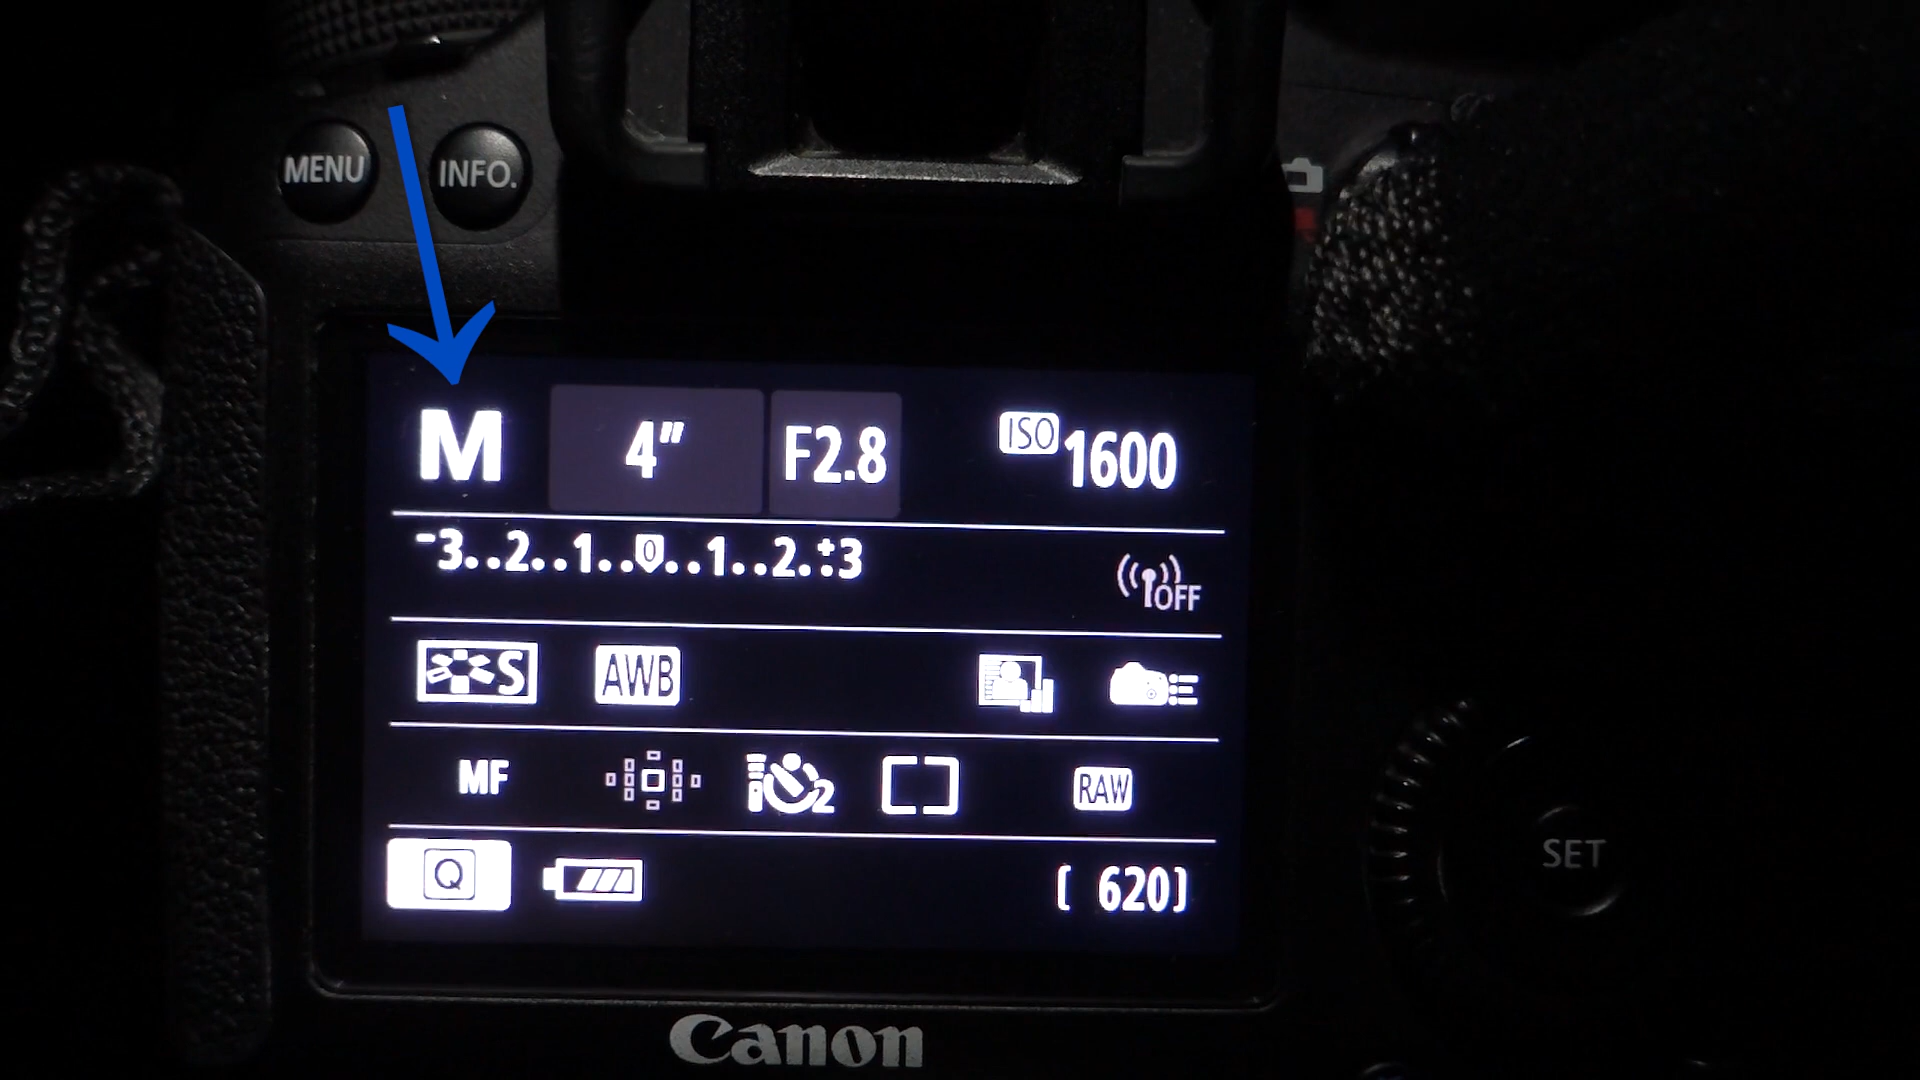 MENU INFO.
M 4" F2.8 ISO 1600
-3..2..1..0..1..2.:+3
OFF
S AWB
MF 2 RAW
Q [ 620]
SET
Canon